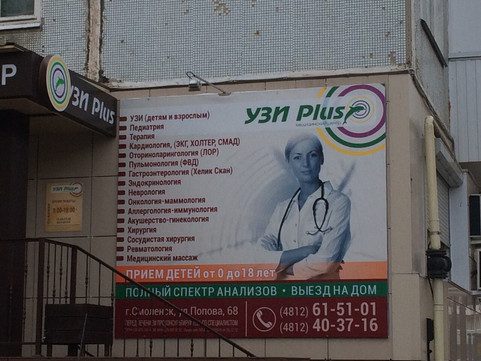 Р
УЗИ Plus
УЗИ Plus
УЗИ (детям и взрослым)
Педиатрия
Терапия
Кардиология, (ЭКГ, ХОЛТЕР, СМАД)
Оториноларингология (ЛОР)
Пульмонология (ФВД)
Гастроэнтерология (Хелик Скан)
Эндокринология
Неврология
Онкология-маммология
Аллергология-иммунология
Акушерство-гинекология
Хирургия
Сосудистая хирургия
Ревматология
Медицинский массаж
ПРИЕМ ДЕТЕЙ от 0 до 18 лет
ПОЛНЫЙ СПЕКТР АНАЛИЗОВ • ВЫЕЗД НА ДОМ
г.Смоленск, ул.Попова, 68
(4812) 61-51-01
(4812) 40-37-16
УЗИ Plus